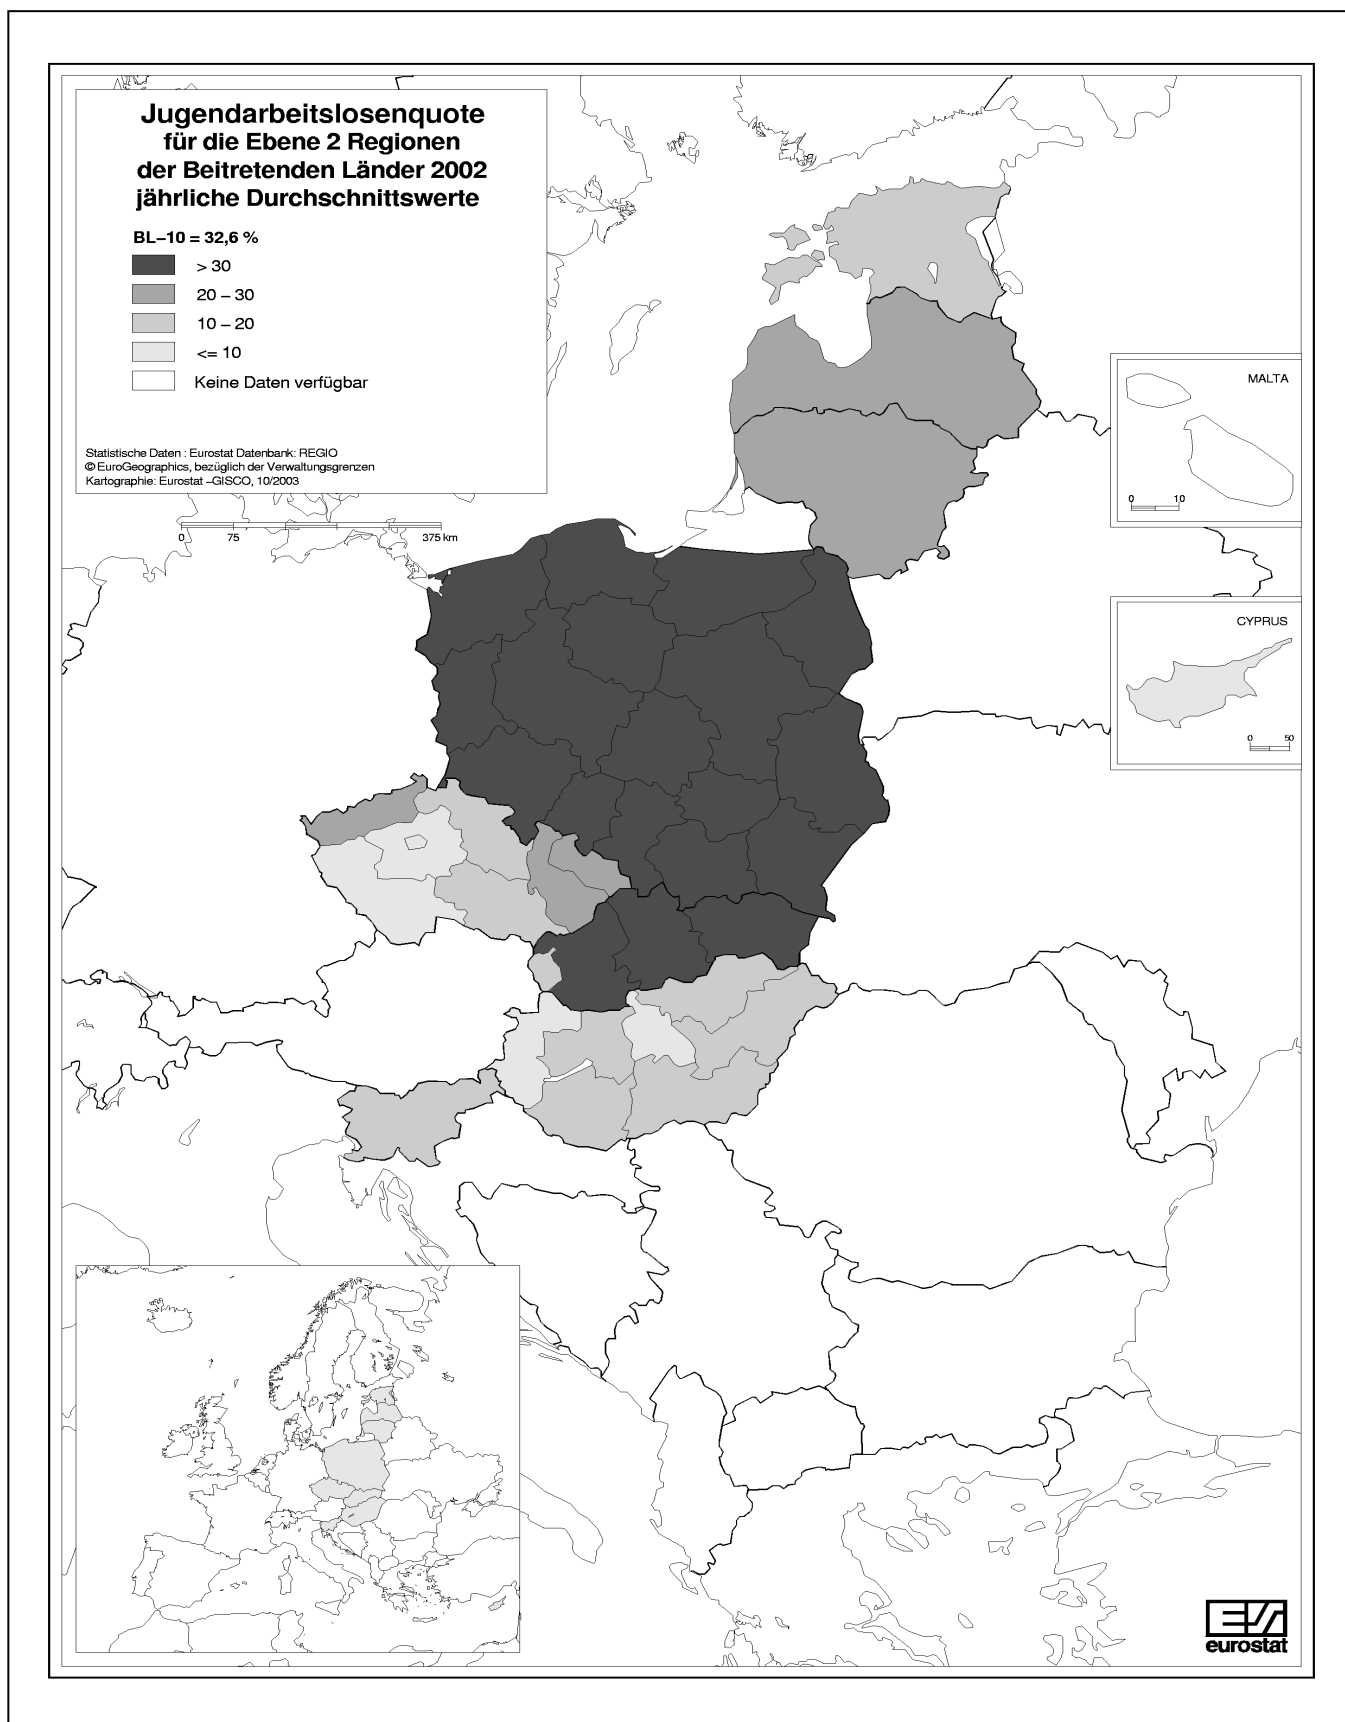 Jugendarbeitslosenquote
für die Ebene 2 Regionen
der Beitretenden Länder 2002
jährliche Durchschnittswerte
BL–10 = 32,6 %
> 30
20 – 30
10 – 20
<= 10
Keine Daten verfügbar
Statistische Daten : Eurostat Datenbank: REGIO
© EuroGeographics, bezüglich der Verwaltungsgrenzen
Kartographie: Eurostat –GISCO, 10/2003
0 75 375 km
MALTA
0 10
CYPRUS
0 50
eurostat